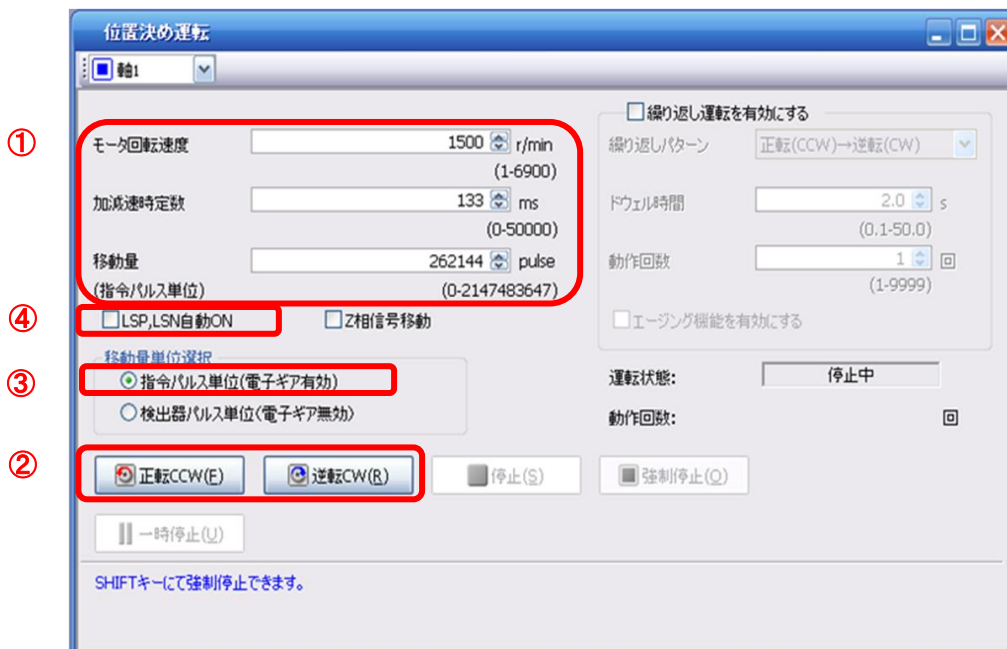 位置決め運転
軸1
①
モータ回転速度
1500 r/min
(1-6900)
加減速時定数
133 ms
(0-50000)
移動量
262144 pulse
(指令パルス単位)
(0-2147483647)
④
LSP,LSN自動ON
Z相信号移動
移動量単位選択
③
指令パルス単位(電子ギア有効)
検出器パルス単位(電子ギア無効)
②
正転CCW(F)
逆転CW(R)
停止(S)
強制停止(O)
一時停止(U)
繰り返し運転を有効にする
繰り返しパターン
正転(CCW)→逆転(CW)
ドウェル時間
2.0 s
(0.1-50.0)
動作回数
1 回
(1-9999)
エージング機能を有効にする
運転状態:
停止中
動作回数:
回
SHIFTキーにて強制停止できます。